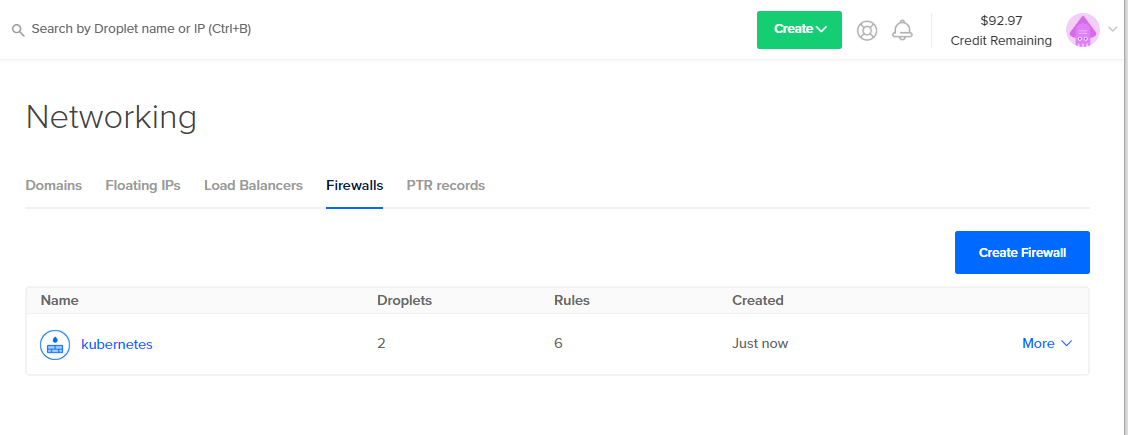 Search by Droplet name or IP (Ctrl+B)
Create
$92.97
Credit Remaining
Networking
Domains Floating IPs Load Balancers Firewalls PTR records
Create Firewall
Name Droplets Rules Created
kubernetes 2 6 Just now More